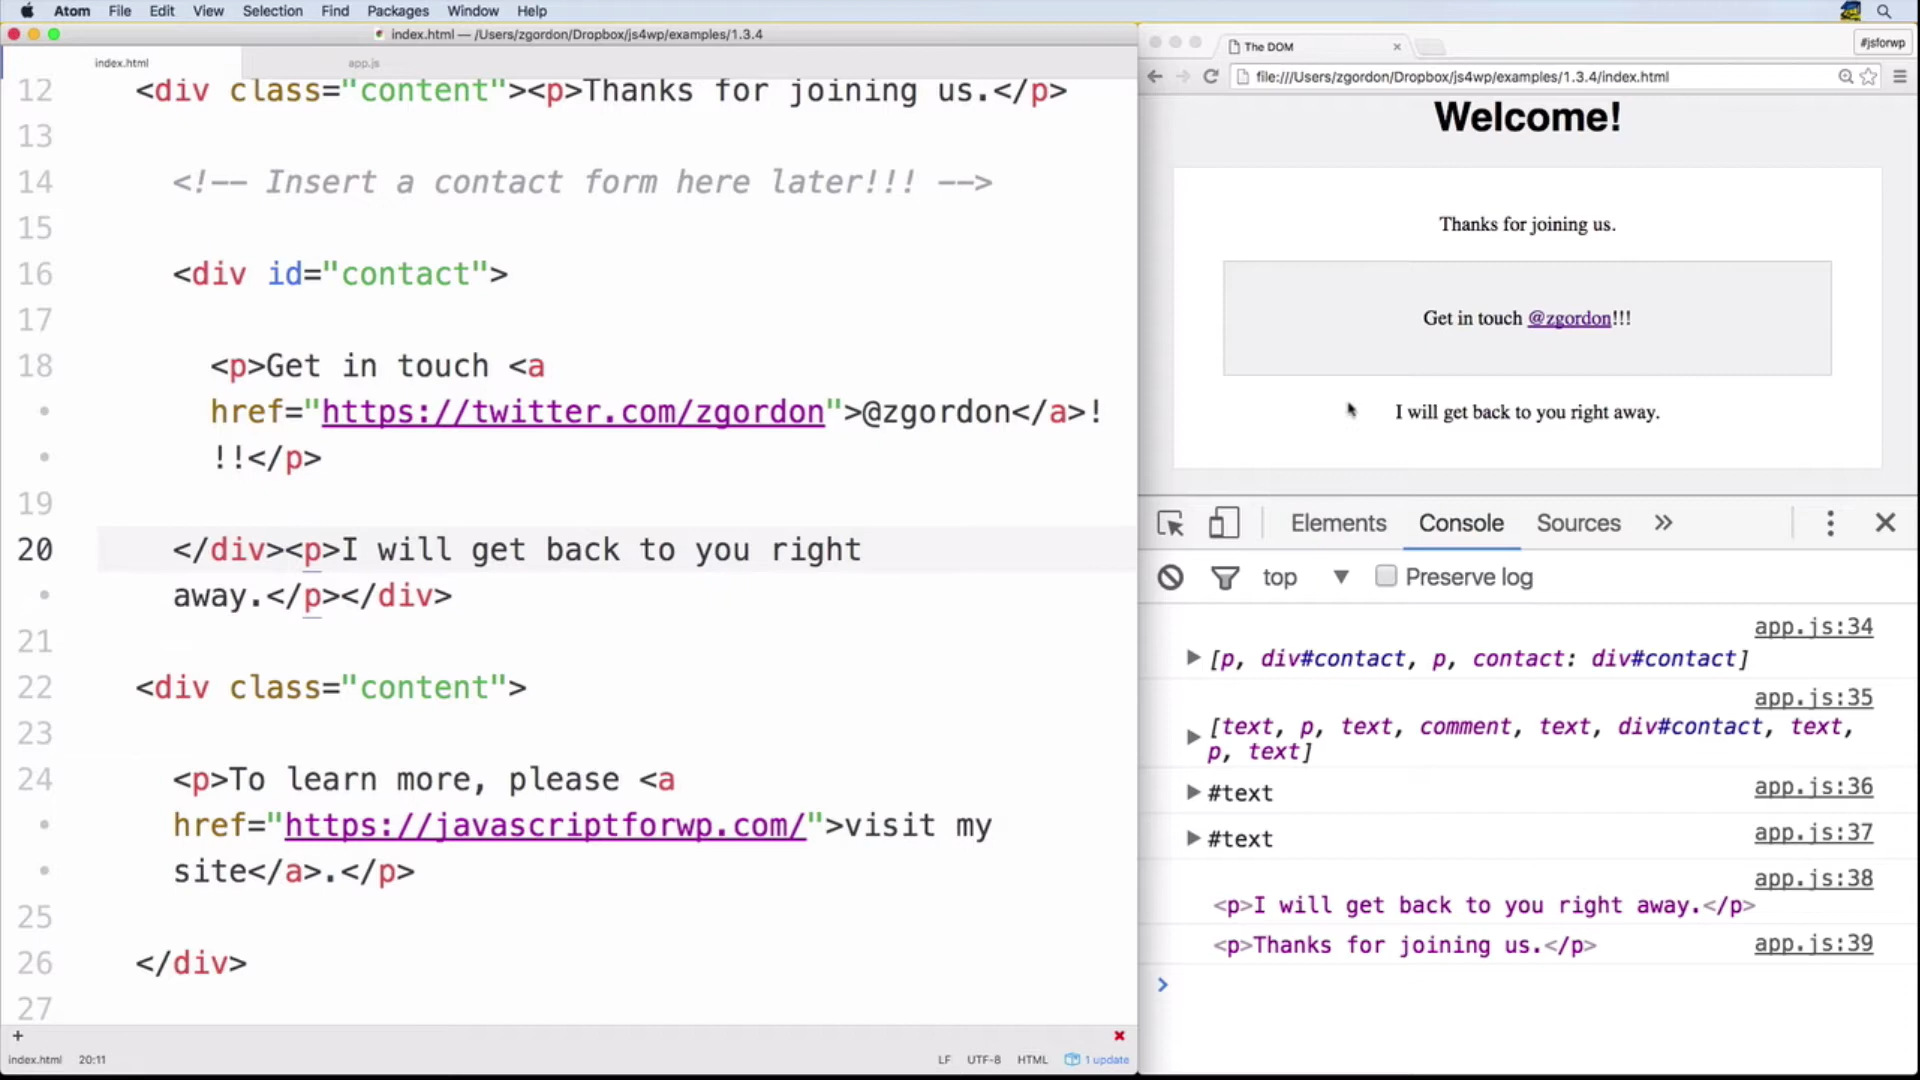 Atom File Edit View Selection Find Packages Window Help
index.html — /Users/zgordon/Dropbox/js4wp/examples/1.3.4
index.html
app.js
12 <div class="content"><p>Thanks for joining us.</p>
13
14 <!-- Insert a contact form here later!!! -->
15
16 <div id="contact">
17
18 <p>Get in touch <a
• href="https://twitter.com/zgordon">@zgordon</a>!
• !!</p>
19
20 </div><p>I will get back to you right
• away.</p></div>
21
22 <div class="content">
23
24 <p>To learn more, please <a
• href="https://javascriptforwp.com/">visit my
• site</a>.</p>
25
26 </div>
27
+
index.html 20:11
LF UTF-8 HTML 1 update
The DOM
#jsforwp
file:///Users/zgordon/Dropbox/js4wp/examples/1.3.4/index.html
Welcome!
Thanks for joining us.
Get in touch @zgordon!!!
I will get back to you right away.
Elements Console Sources »
top ▼ Preserve log
app.js:34
[p, div#contact, p, contact: div#contact]
app.js:35
[text, p, text, comment, text, div#contact, text,
p, text]
#text app.js:36
#text app.js:37
app.js:38
<p>I will get back to you right away.</p>
<p>Thanks for joining us.</p> app.js:39
>